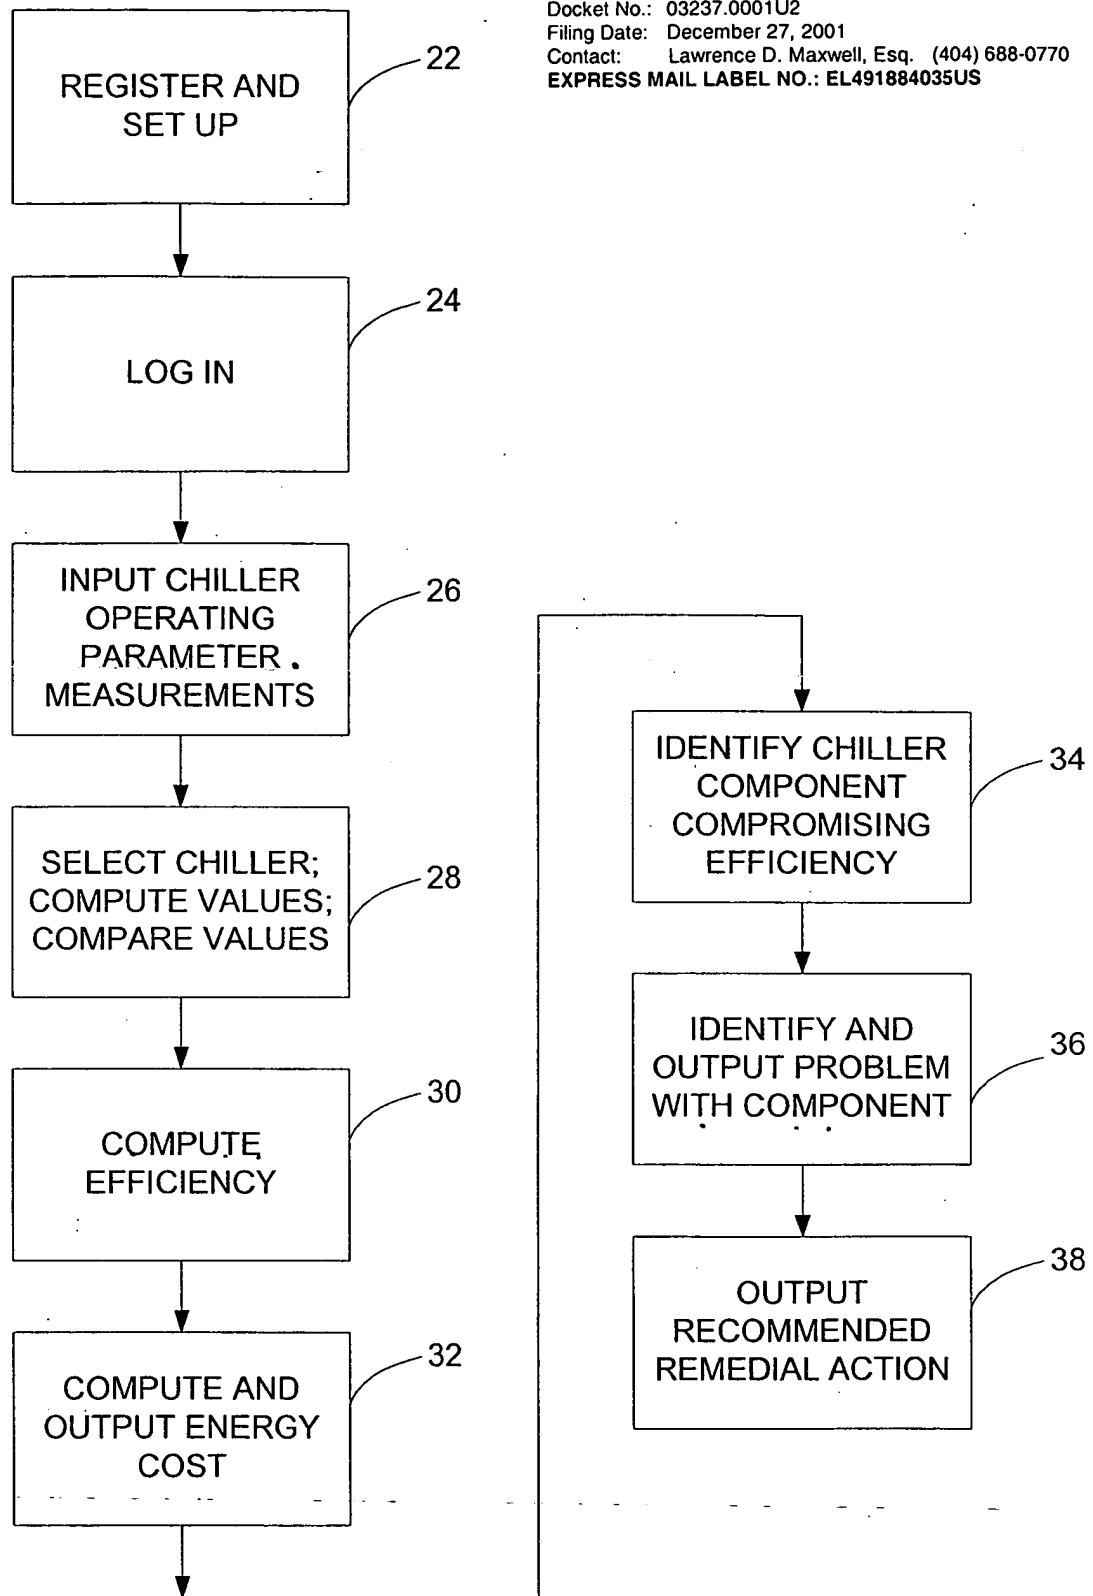 Docket No.: 03237.0001U2
Filing Date: December 27, 2001
Contact: Lawrence D. Maxwell, Esq. (404) 688-0770
EXPRESS MAIL LABEL NO.: EL491884035US
REGISTER AND
SET UP
22
LOG IN
24
INPUT CHILLER
OPERATING
PARAMETER
MEASUREMENTS
26
SELECT CHILLER;
COMPUTE VALUES;
COMPARE VALUES
28
COMPUTE
EFFICIENCY
30
COMPUTE AND
OUTPUT ENERGY
COST
32
IDENTIFY CHILLER
COMPONENT
COMPROMISING
EFFICIENCY
34
IDENTIFY AND
OUTPUT PROBLEM
WITH COMPONENT
36
OUTPUT
RECOMMENDED
REMEDIAL ACTION
38